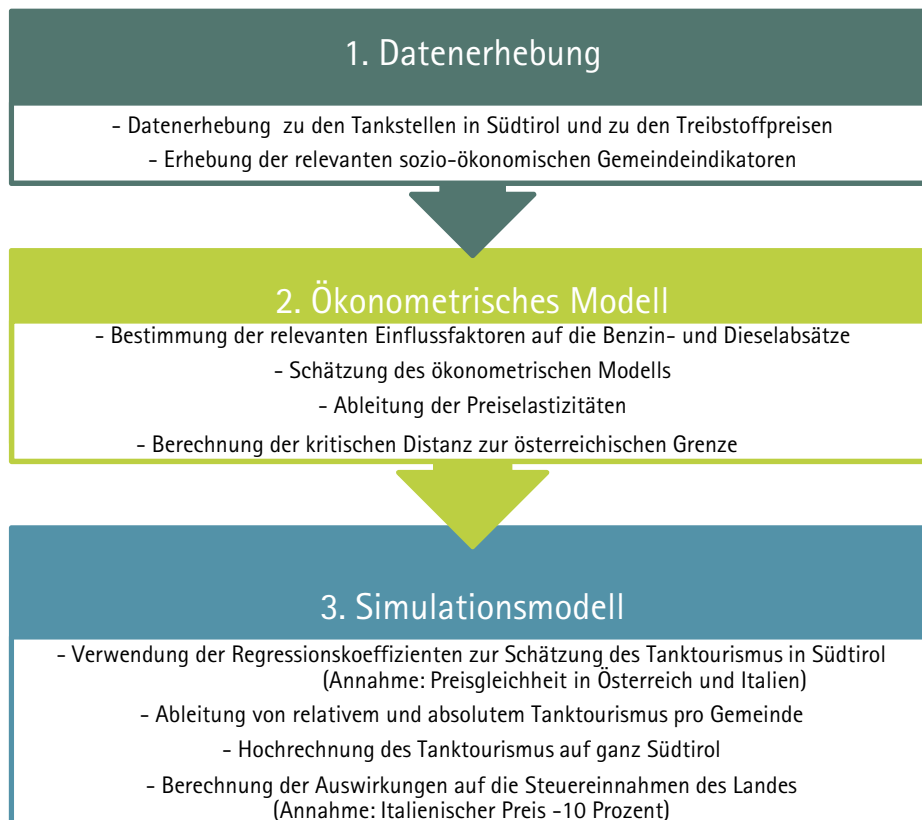 1. Datenerhebung
- Datenerhebung zu den Tankstellen in Südtirol und zu den Treibstoffpreisen
- Erhebung der relevanten sozio-ökonomischen Gemeindeindikatoren
2. Ökonometrisches Modell
- Bestimmung der relevanten Einflussfaktoren auf die Benzin- und Dieselabsätze
- Schätzung des ökonometrischen Modells
- Ableitung der Preiselastizitäten
- Berechnung der kritischen Distanz zur österreichischen Grenze
3. Simulationsmodell
- Verwendung der Regressionskoeffizienten zur Schätzung des Tanktourismus in Südtirol
(Annahme: Preisgleichheit in Österreich und Italien)
- Ableitung von relativem und absolutem Tanktourismus pro Gemeinde
- Hochrechnung des Tanktourismus auf ganz Südtirol
- Berechnung der Auswirkungen auf die Steuereinnahmen des Landes
(Annahme: Italienischer Preis -10 Prozent)